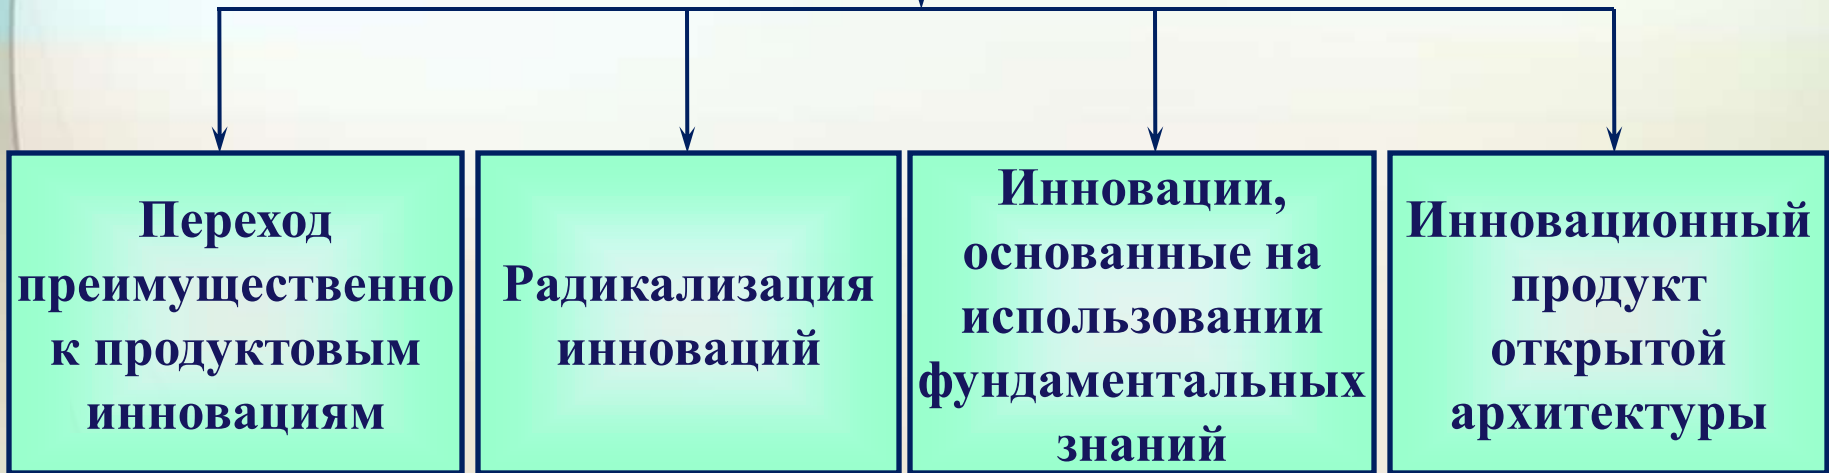 Переход
преимущественно
к продуктовым
инновациям
Радикализация
инноваций
Инновации,
основанные на
использовании
фундаментальных
знаний
Инновационный
продукт
открытой
архитектуры